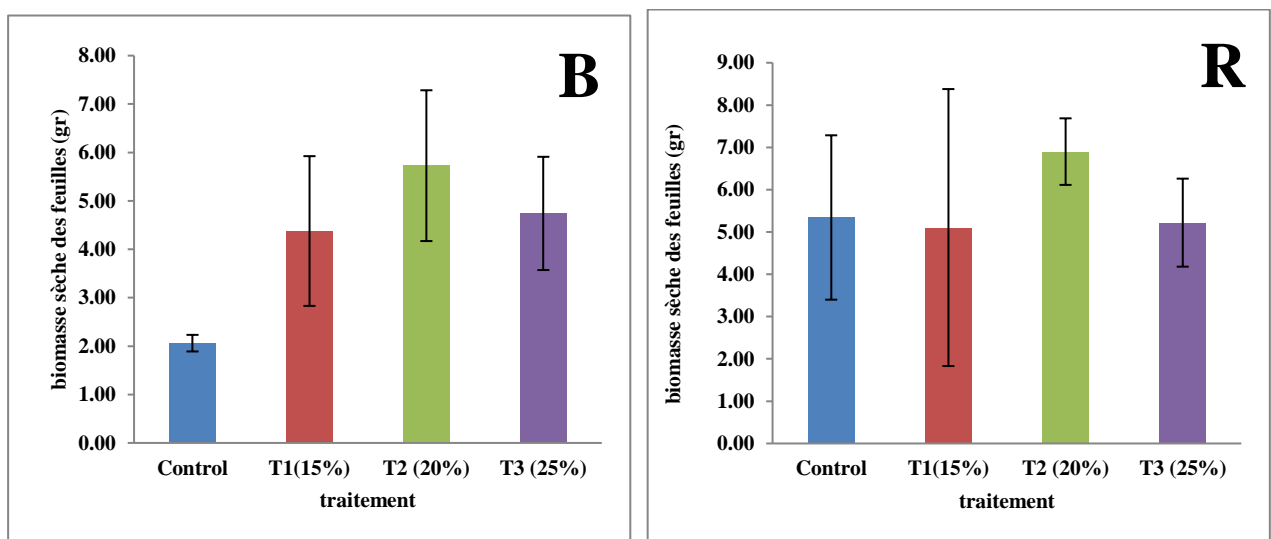 B
8.00
7.00
6.00
5.00
4.00
3.00
2.00
1.00
0.00
biomasse sèche des feuilles (gr)
Control T1(15%) T2 (20%) T3 (25%)
traitement
R
9.00
8.00
7.00
6.00
5.00
4.00
3.00
2.00
1.00
0.00
biomasse sèche des feuilles (gr)
Control T1(15%) T2 (20%) T3 (25%)
traitement